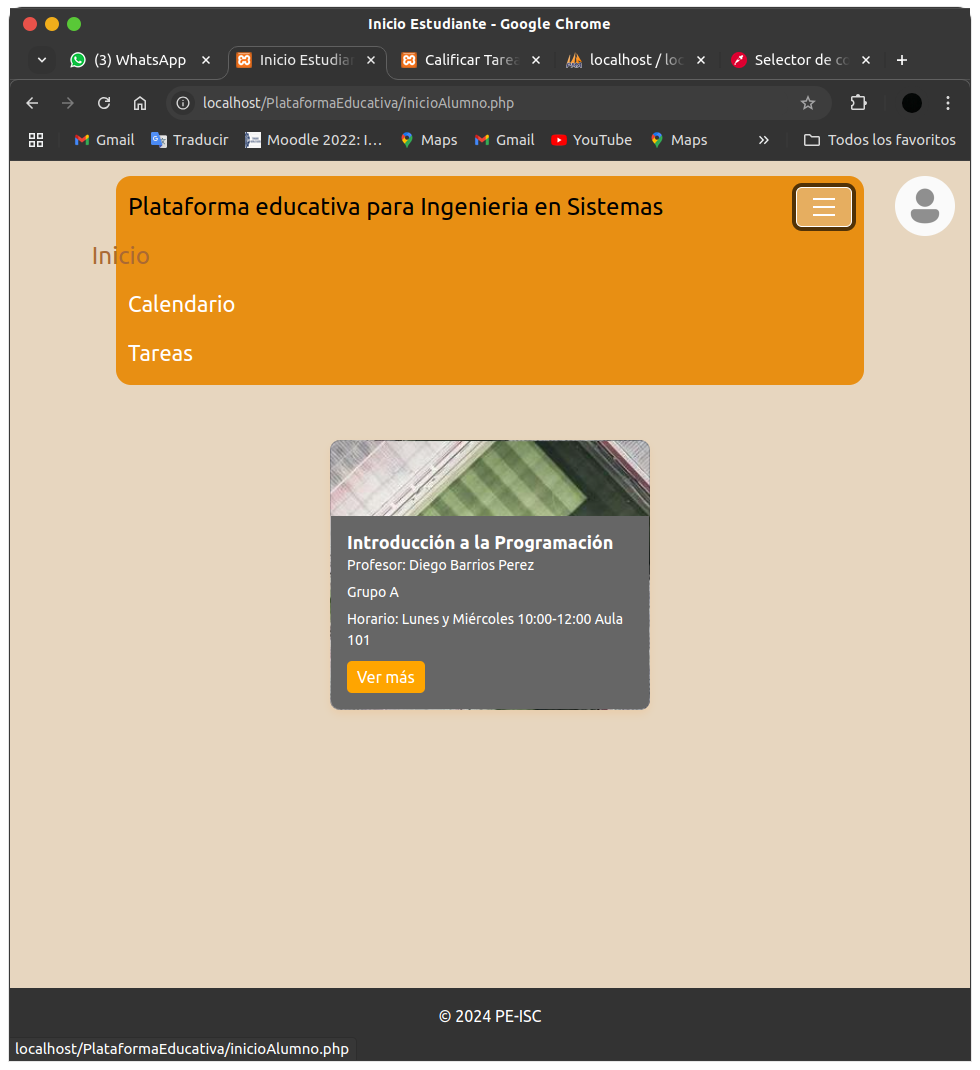 Inicio Estudiante - Google Chrome
(3) WhatsApp
Inicio Estudia
Calificar Tarea
localhost / loc
Selector de co
localhost/PlataformaEducativa/inicioAlumno.php
Gmail
Traducir
Moodle 2022: I...
Maps
Gmail
YouTube
Maps
»
Todos los favoritos
Plataforma educativa para Ingenieria en Sistemas
Inicio
Calendario
Tareas
Introducción a la Programación
Profesor: Diego Barrios Perez
Grupo A
Horario: Lunes y Miércoles 10:00-12:00 Aula
101
Ver más
© 2024 PE-ISC
localhost/PlataformaEducativa/inicioAlumno.php